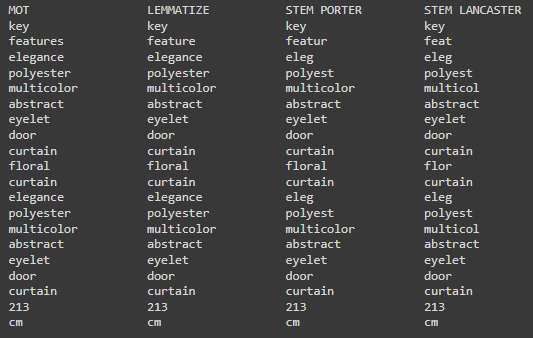 MOT LEMMATIZE STEM PORTER STEM LANCASTER
key key key key
features feature featur feat
elegance elegance eleg eleg
polyester polyester polyest polyest
multicolor multicolor multicolor multicol
abstract abstract abstract abstract
eyelet eyelet eyelet eyelet
door door door door
curtain curtain curtain curtain
floral floral floral flor
curtain curtain curtain curtain
elegance elegance eleg eleg
polyester polyester polyest polyest
multicolor multicolor multicolor multicol
abstract abstract abstract abstract
eyelet eyelet eyelet eyelet
door door door door
curtain curtain curtain curtain
213 213 213 213
cm cm cm cm